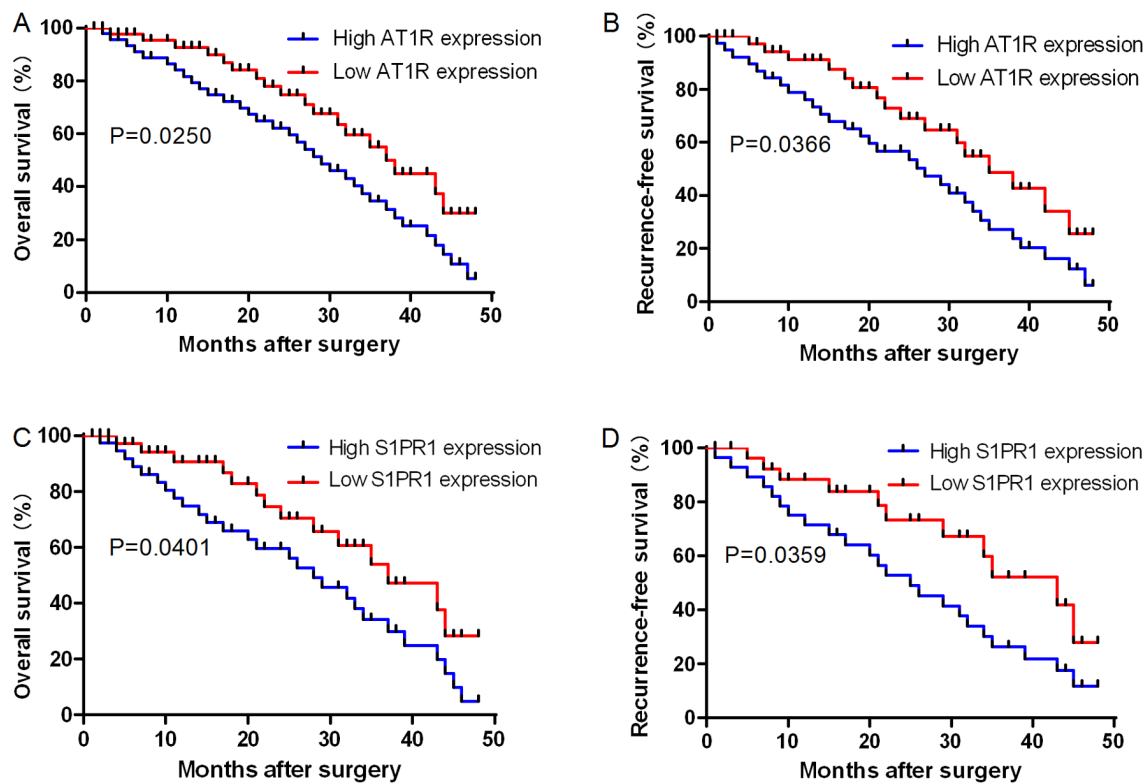 A
Overall survival (%)
100
80
60
40
20
0
High AT1R expression
Low AT1R expression
P=0.0250
0 10 20 30 40 50
Months after surgery
B
Recurrence-free survival (%)
100
80
60
40
20
0
High AT1R expression
Low AT1R expression
P=0.0366
0 10 20 30 40 50
Months after surgery
C
Overall survival (%)
100
80
60
40
20
0
High S1PR1 expression
Low S1PR1 expression
P=0.0401
0 10 20 30 40 50
Months after surgery
D
Recurrence-free survival (%)
100
80
60
40
20
0
High S1PR1 expression
Low S1PR1 expression
P=0.0359
0 10 20 30 40 50
Months after surgery